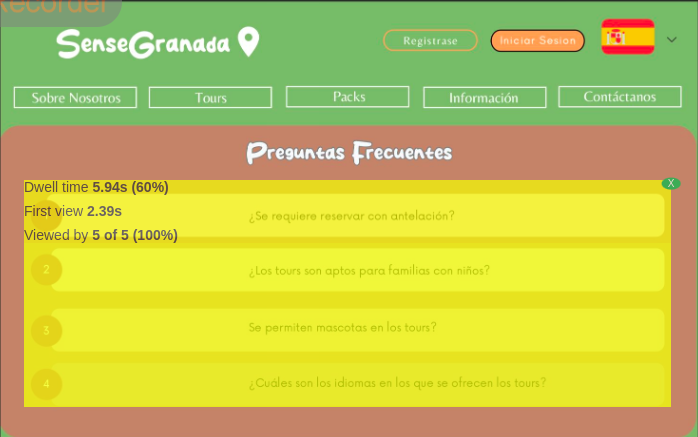 Recorder
SenseGranada
Registrase
Iniciar Sesion
Sobre Nosotros
Tours
Packs
Información
Contáctanos
Preguntas Frecuentes
Dwell time 5.94s (60%)
X
First view 2.39s
¿Se requiere reservar con antelación?
Viewed by 5 of 5 (100%)
2
¿Los tours son aptos para familias con niños?
3
Se permiten mascotas en los tours?
4
¿Cuáles son los idiomas en los que se ofrecen los tours?